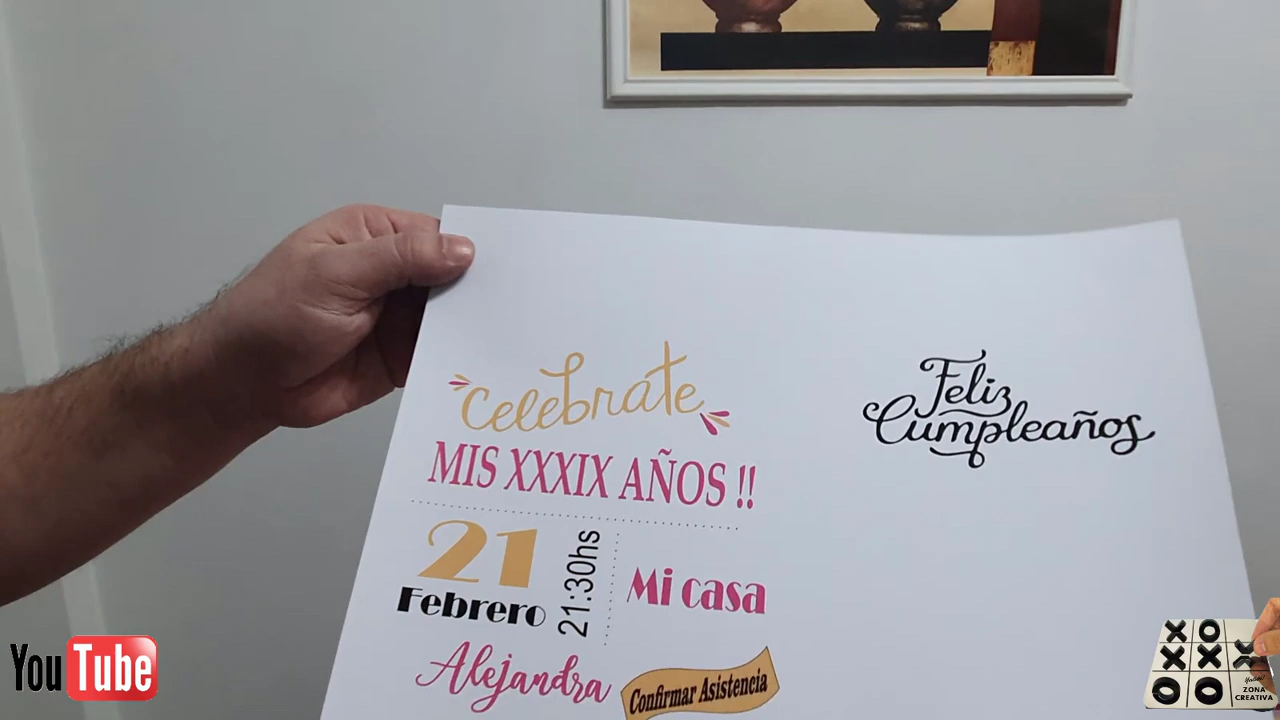 Celebrate
MIS XXXIX AÑOS !!
21
Febrero
21:30hs
Mi casa
Alejandra
Confirmar Asistencia
Feliz
Cumpleaños
YouTube
X O
X X X
O O
ZONA
CREATIVA